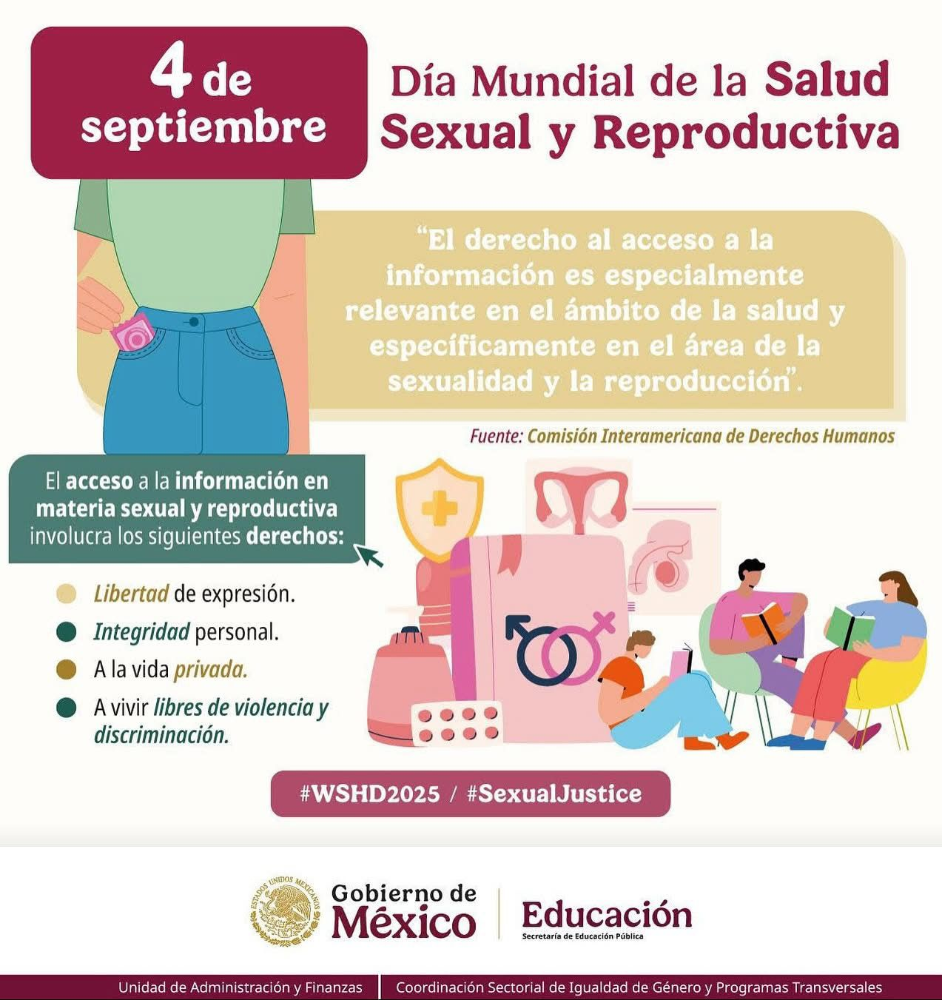 4 de
septiembre
Día Mundial de la Salud
Sexual y Reproductiva
“El derecho al acceso a la
información es especialmente
relevante en el ámbito de la salud y
específicamente en el área de la
sexualidad y la reproducción”.
Fuente: Comisión Interamericana de Derechos Humanos
El acceso a la información en
materia sexual y reproductiva
involucra los siguientes derechos:
Libertad de expresión.
Integridad personal.
A la vida privada.
A vivir libres de violencia y
discriminación.
#WSHD2025 / #SexualJustice
ESTADOS UNIDOS MEXICANOS
Gobierno de
México
Educación
Secretaría de Educación Pública
Unidad de Administración y Finanzas
Coordinación Sectorial de Igualdad de Género y Programas Transversales